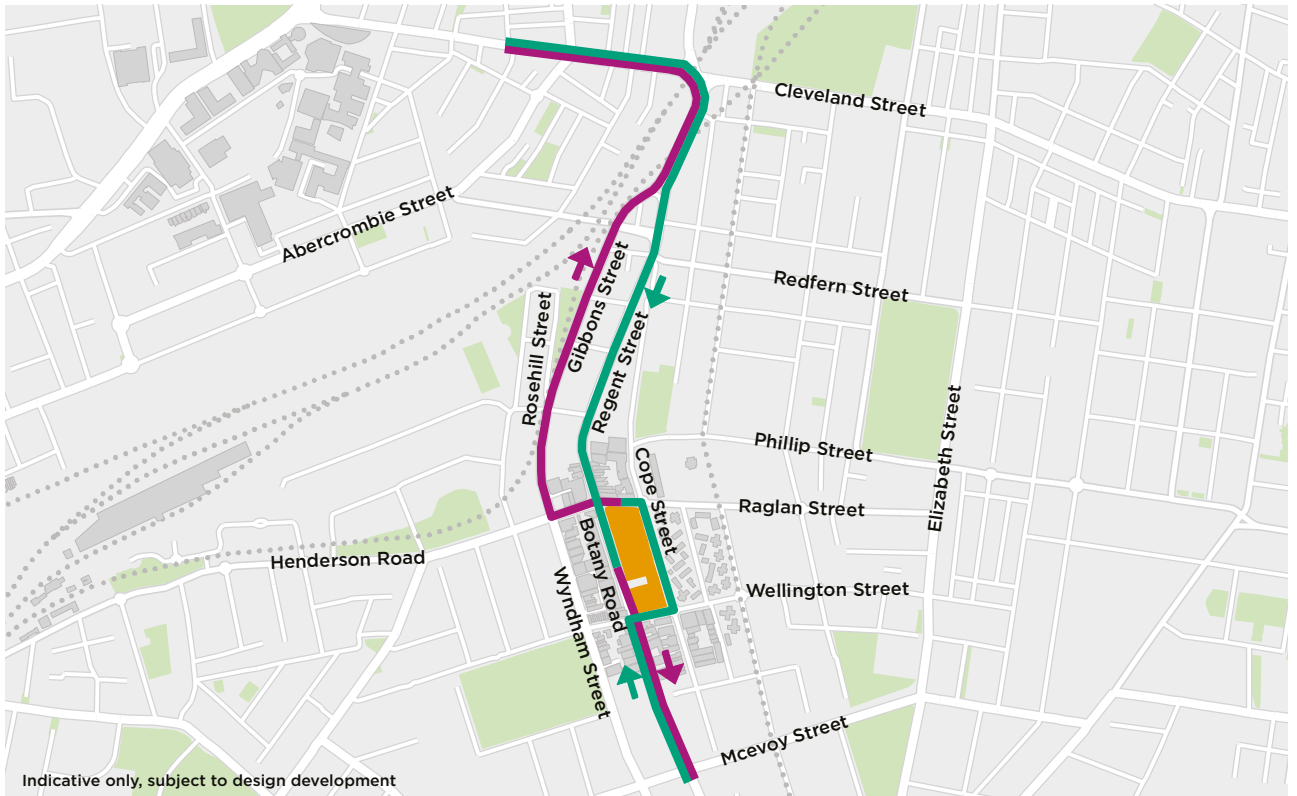 Cleveland Street
Abercrombie Street
Redfern Street
Gibbons Street
Rosehill Street
Regent Street
Elizabeth Street
Phillip Street
Cope Street
Raglan Street
Botany Road
Henderson Road
Wyndham Street
Wellington Street
Mcevoy Street
Indicative only, subject to design development